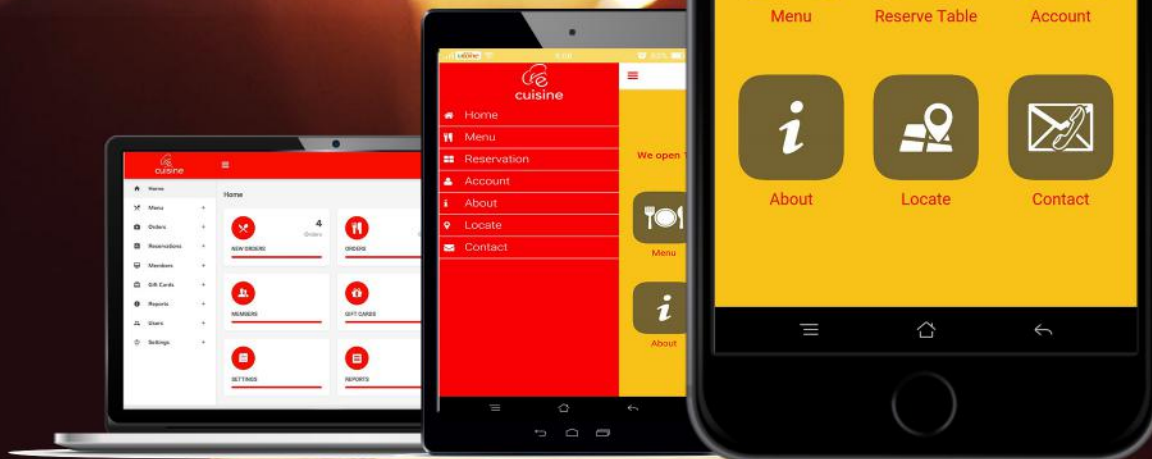 cuisine
Home
Menu
Orders
Reservations
Members
Gift Cards
Reports
Users
Settings
Home
4
Orders
NEW ORDERS
ORDERS
MEMBERS
GIFT CARDS
SETTINGS
REPORTS
cuisine
Home
Menu
Reservation
Account
About
Locate
Contact
We open
Menu
About
Menu Reserve Table Account
About Locate Contact